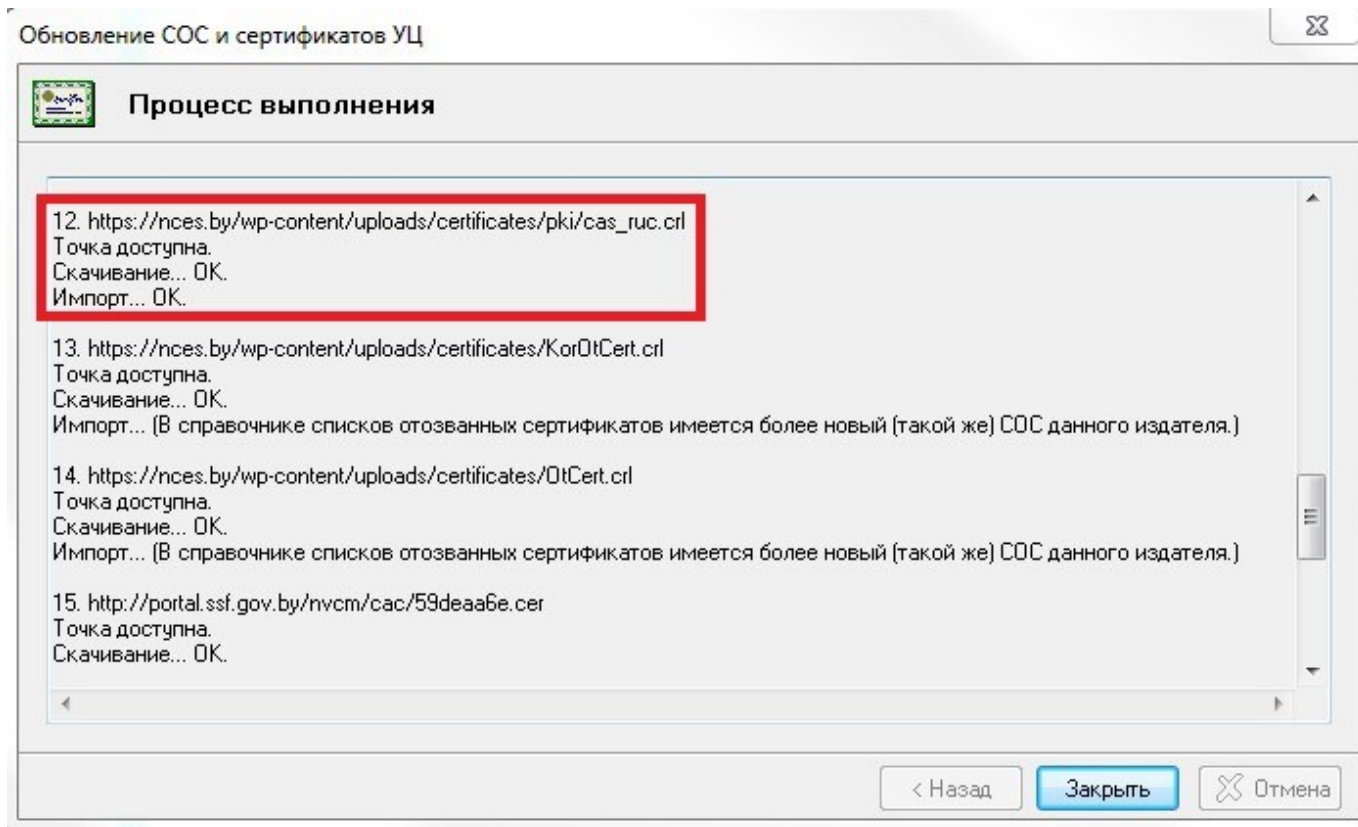 Обновление СОС и сертификатов УЦ
Процесс выполнения
12. https://nces.by/wp-content/uploads/certificates/pki/cas_ruc.crl
Точка доступна.
Скачивание... OK.
Импорт... OK.
13. https://nces.by/wp-content/uploads/certificates/KorOtCert.crl
Точка доступна.
Скачивание... OK.
Импорт... (В справочнике списков отозванных сертификатов имеется более новый (такой же) СОС данного издателя.)
14. https://nces.by/wp-content/uploads/certificates/OtCert.crl
Точка доступна.
Скачивание... OK.
Импорт... (В справочнике списков отозванных сертификатов имеется более новый (такой же) СОС данного издателя.)
15. http://portal.ssf.gov.by/nvcm/cac/59deaa6e.cer
Точка доступна.
Скачивание... OK.
< Назад Закрыть Отмена